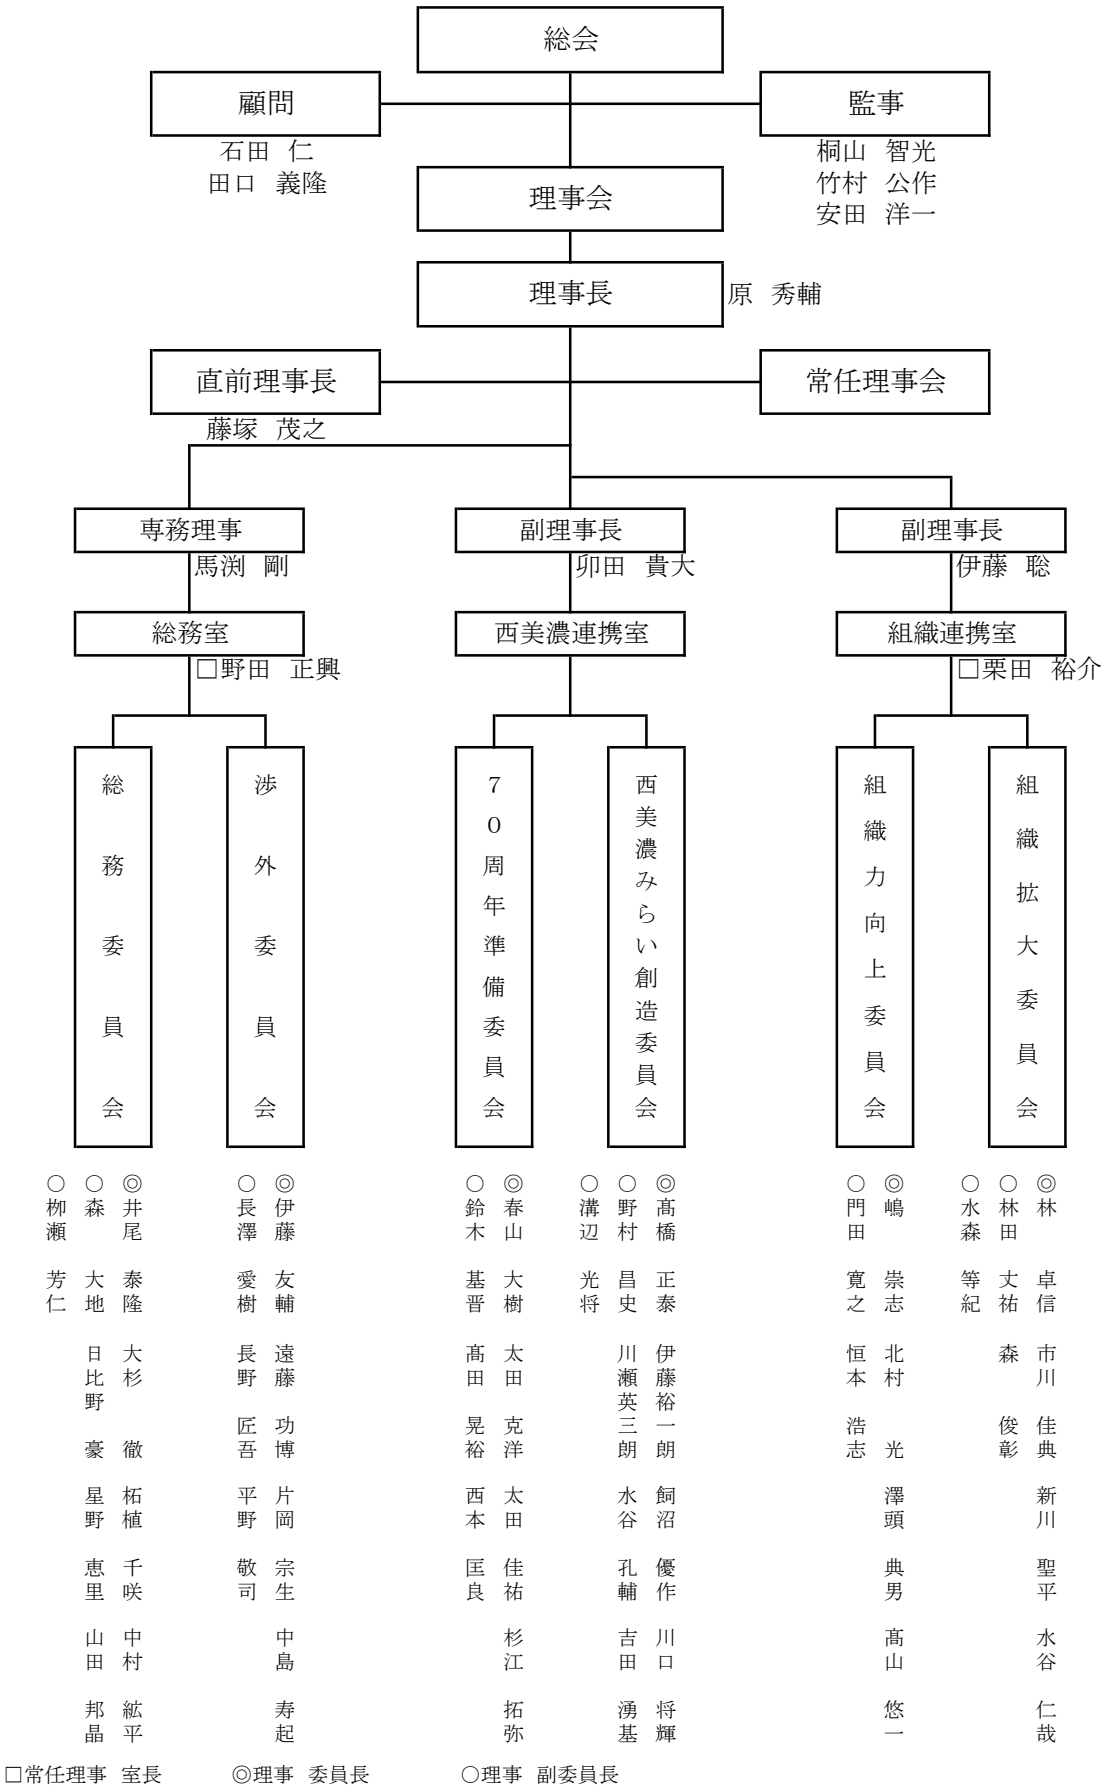 総会
顧問
監事
石田 仁
田口 義隆
桐山 智光
竹村 公作
安田 洋一
理事会
理事長
原 秀輔
直前理事長
常任理事会
藤塚 茂之
専務理事
副理事長
副理事長
馬渕 剛
卯田 貴大
伊藤 聡
総務室
西美濃連携室
組織連携室
□野田 正興
□栗田 裕介
総務委員会
渉外委員会
70周年準備委員会
西美濃みらい創造委員会
組織力向上委員会
組織拡大委員会
◎井尾 泰隆 大杉 徹 柘植 千咲 中村 紘平
○森 大地 日比野 豪 星野 恵里 山田 邦晶
○栁瀬 芳仁
◎伊藤 友輔 遠藤 功博 片岡 宗生 中島 寿起
○長澤 愛樹 長野 匠吾 平野 敬司
◎春山 大樹 太田 克洋 太田 佳祐 杉江 拓弥
○鈴木 基晋 髙田 晃裕 西本 匡良
◎髙橋 正泰 伊藤裕一朗 飼沼 優作 川口 将輝
○野村 昌史 川瀬英三朗 水谷 孔輔 吉田 湧基
○溝辺 光将
◎嶋 崇志 北村 光 澤頭 典男 髙山 悠一
○門田 寛之 恒本 浩志
◎林 卓信 市川 佳典 新川 聖平 水谷 仁哉
○林田 丈祐 森 俊彰
○水森 等紀
□常任理事 室長 ◎理事 委員長 ○理事 副委員長